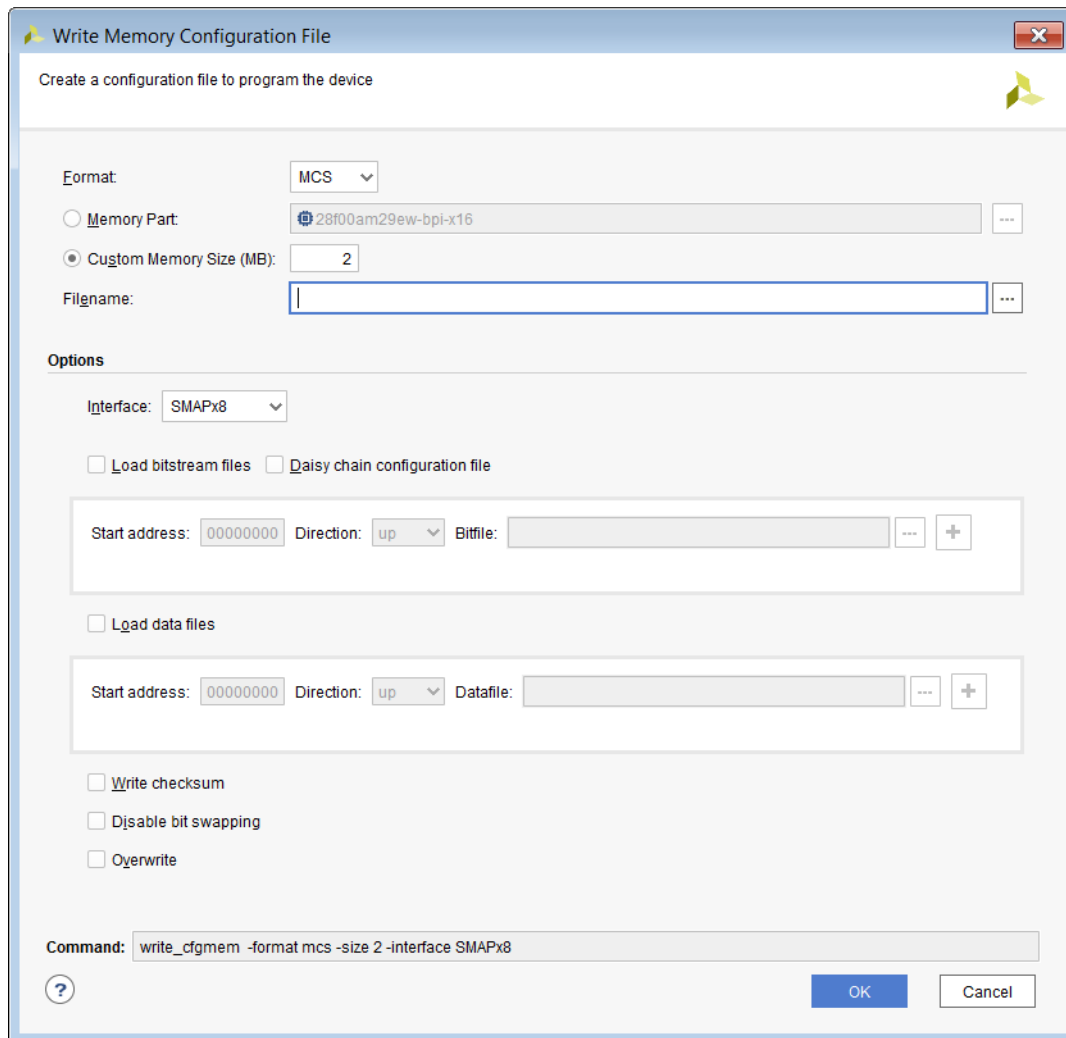 Write Memory Configuration File
Create a configuration file to program the device
Format: MCS
Memory Part: 28f00am29ew-bpi-x16 ...
Custom Memory Size (MB): 2
Filename: ...
Options
Interface: SMAPx8
Load bitstream files Daisy chain configuration file
Start address: 00000000 Direction: up Bitfile: ... +
Load data files
Start address: 00000000 Direction: up Datafile: ... +
Write checksum
Disable bit swapping
Overwrite
Command: write_cfgmem -format mcs -size 2 -interface SMAPx8
? OK Cancel